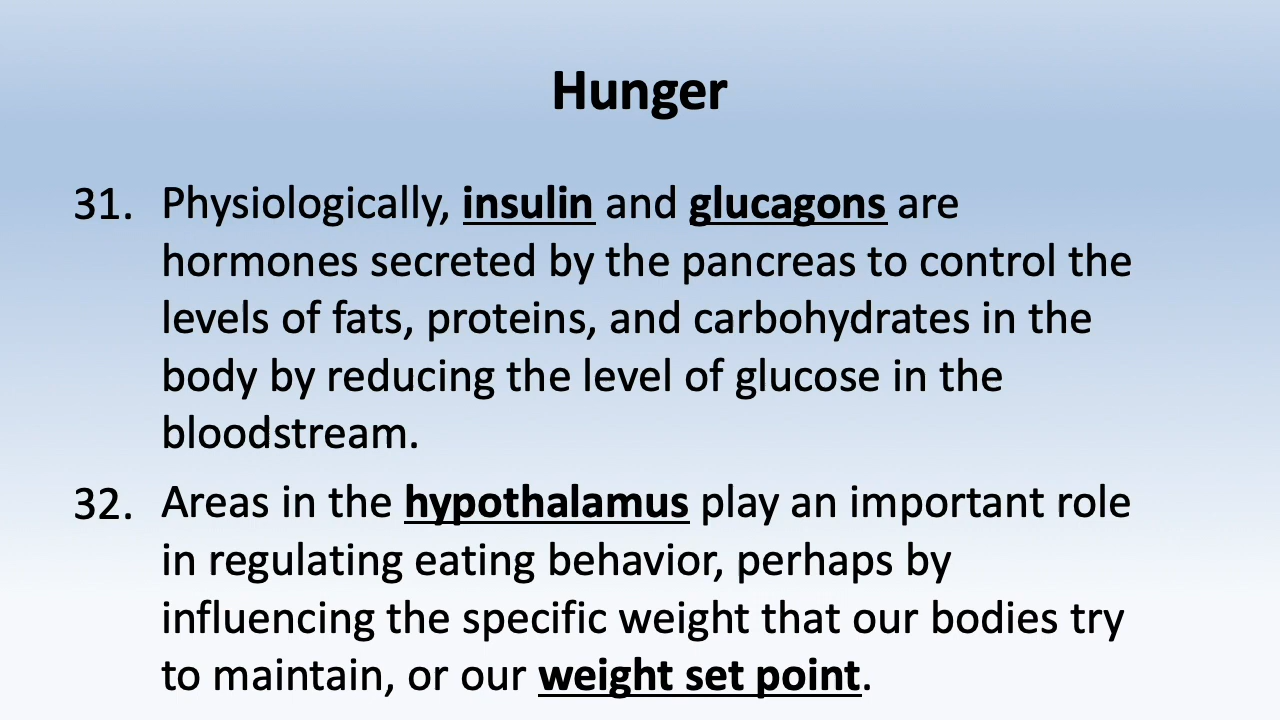 Hunger
31. Physiologically, insulin and glucagons are
hormones secreted by the pancreas to control the
levels of fats, proteins, and carbohydrates in the
body by reducing the level of glucose in the
bloodstream.
32. Areas in the hypothalamus play an important role
in regulating eating behavior, perhaps by
influencing the specific weight that our bodies try
to maintain, or our weight set point.